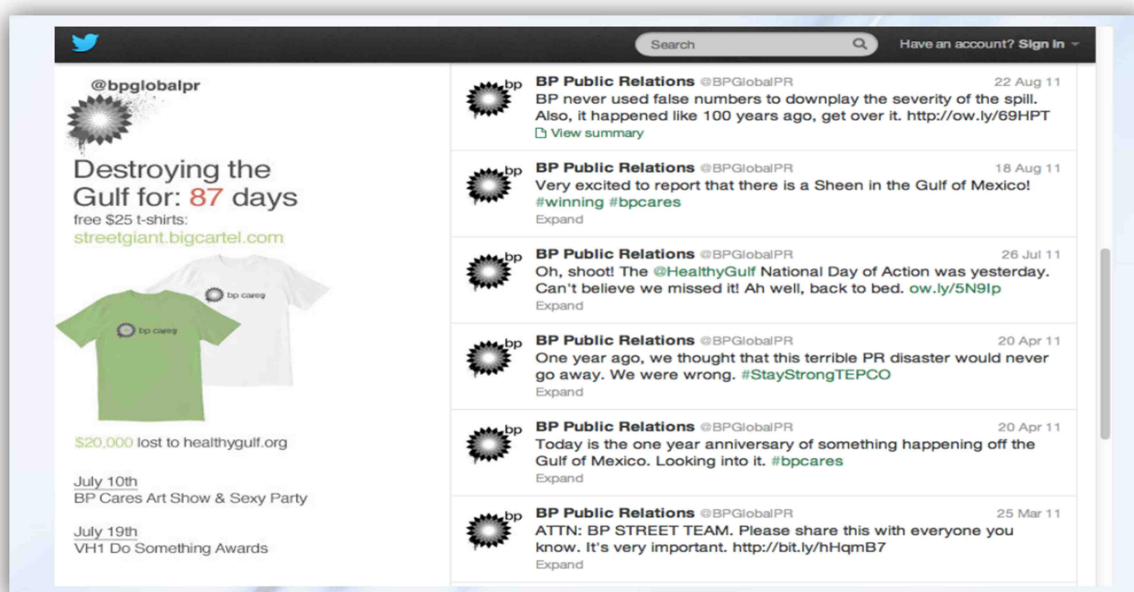 Search
Have an account? Sign in
@bpglobalpr
Destroying the
Gulf for: 87 days
free $25 t-shirts:
streetgiant.bigcartel.com
bp cares
bp cares
$20,000 lost to healthygulf.org
July 10th
BP Cares Art Show & Sexy Party
July 19th
VH1 Do Something Awards
bp
BP Public Relations @BPGlobalPR 22 Aug 11
BP never used false numbers to downplay the severity of the spill.
Also, it happened like 100 years ago, get over it. http://ow.ly/69HPT
View summary
bp
BP Public Relations @BPGlobalPR 18 Aug 11
Very excited to report that there is a Sheen in the Gulf of Mexico!
#winning #bpcares
Expand
bp
BP Public Relations @BPGlobalPR 26 Jul 11
Oh, shoot! The @HealthyGulf National Day of Action was yesterday.
Can't believe we missed it! Ah well, back to bed. ow.ly/5N9Ip
Expand
bp
BP Public Relations @BPGlobalPR 20 Apr 11
One year ago, we thought that this terrible PR disaster would never
go away. We were wrong. #StayStrongTEPCO
Expand
bp
BP Public Relations @BPGlobalPR 20 Apr 11
Today is the one year anniversary of something happening off the
Gulf of Mexico. Looking into it. #bpcares
Expand
bp
BP Public Relations @BPGlobalPR 25 Mar 11
ATTN: BP STREET TEAM. Please share this with everyone you
know. It's very important. http://bit.ly/hHqmB7
Expand